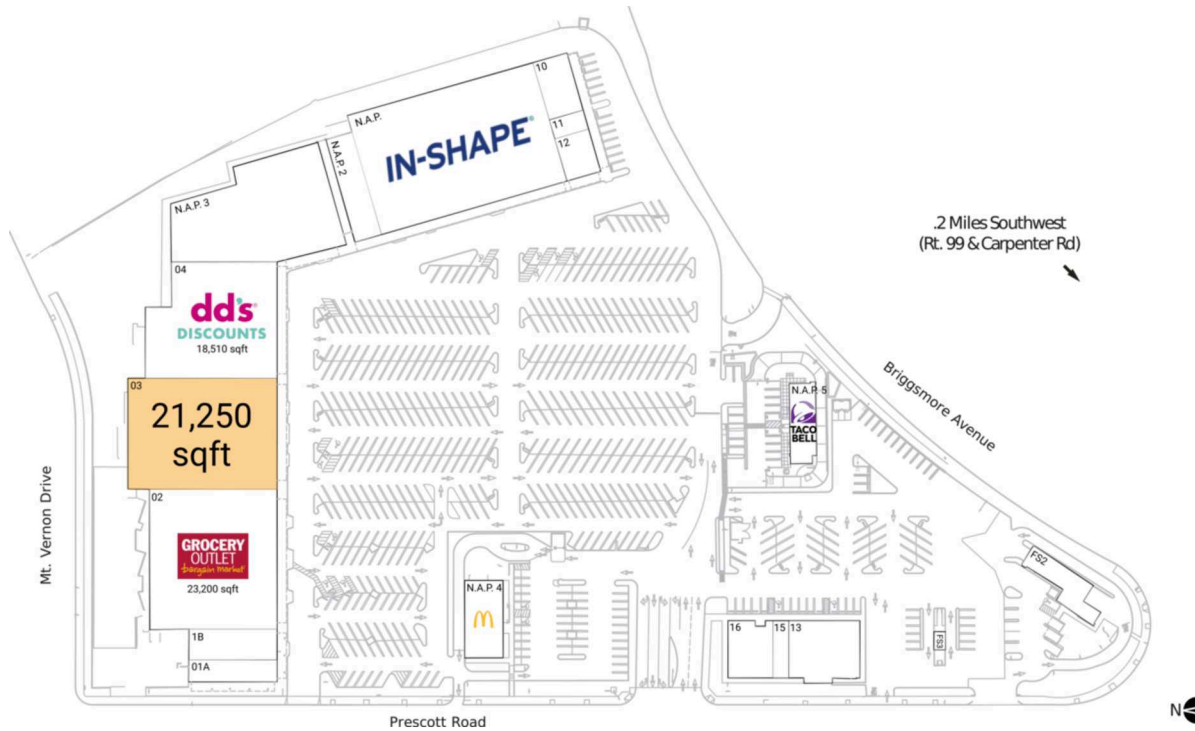 10
N.A.P.
11
12
IN-SHAPE
N.A.P. 2
N.A.P. 3
.2 Miles Southwest
(Rt. 99 & Carpenter Rd)
04
dd's
DISCOUNTS
18,510 sqft
03
21,250
sqft
N.A.P. 5
TACO
BELL
Briggsmore Avenue
Mt. Vernon Drive
02
GROCERY
OUTLET
bargain market
23,200 sqft
N.A.P. 4
FS2
1B
01A
16
15
13
FS3
Prescott Road
N